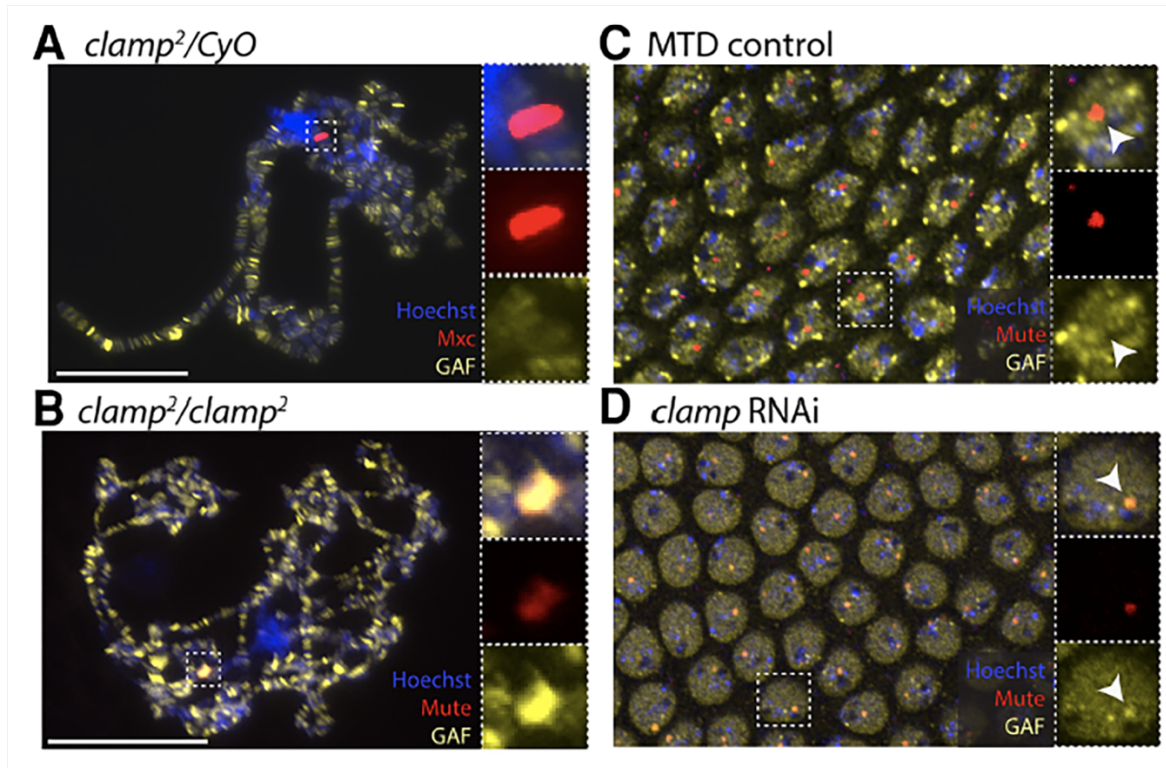 A clamp²/CyO
Hoechst
Mxc
GAF
B clamp²/clamp²
Hoechst
Mute
GAF
C MTD control
Hoechst
Mute
GAF
D clamp RNAi
Hoechst
Mute
GAF